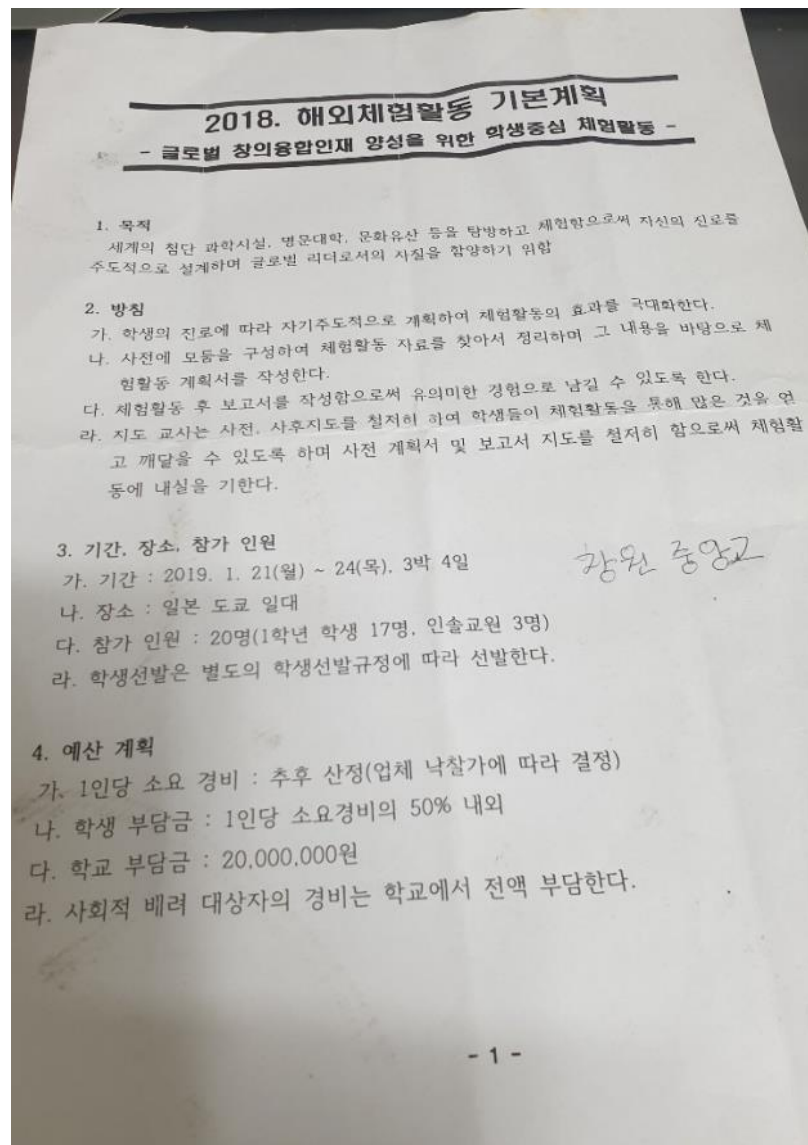 2018. 해외체험활동 기본계획
- 글로벌 창의융합인재 양성을 위한 학생중심 체험활동 -
1. 목적
세계의 첨단 과학시설, 명문대학, 문화유산 등을 탐방하고 체험함으로써 자신의 진로를
주도적으로 설계하며 글로벌 리더로서의 자질을 함양하기 위함
2. 방침
가. 학생의 진로에 따라 자기주도적으로 계획하여 체험활동의 효과를 극대화한다.
나. 사전에 모둠을 구성하여 체험활동 자료를 찾아서 정리하며 그 내용을 바탕으로 체
험활동 계획서를 작성한다.
다. 체험활동 후 보고서를 작성함으로써 유의미한 경험으로 남길 수 있도록 한다.
라. 지도 교사는 사전, 사후지도를 철저히 하여 학생들이 체험활동을 통해 많은 것을 얻
고 깨달을 수 있도록 하며 사전 계획서 및 보고서 지도를 철저히 함으로써 체험활
동에 내실을 기한다.
3. 기간, 장소, 참가 인원
창원 중앙고
가. 기간 : 2019. 1. 21(월) ~ 24(목), 3박 4일
나. 장소 : 일본 도쿄 일대
다. 참가 인원 : 20명(1학년 학생 17명, 인솔교원 3명)
라. 학생선발은 별도의 학생선발규정에 따라 선발한다.
4. 예산 계획
가. 1인당 소요 경비 : 추후 산정(업체 낙찰가에 따라 결정)
나. 학생 부담금 : 1인당 소요경비의 50% 내외
다. 학교 부담금 : 20,000,000원
라. 사회적 배려 대상자의 경비는 학교에서 전액 부담한다.
- 1 -